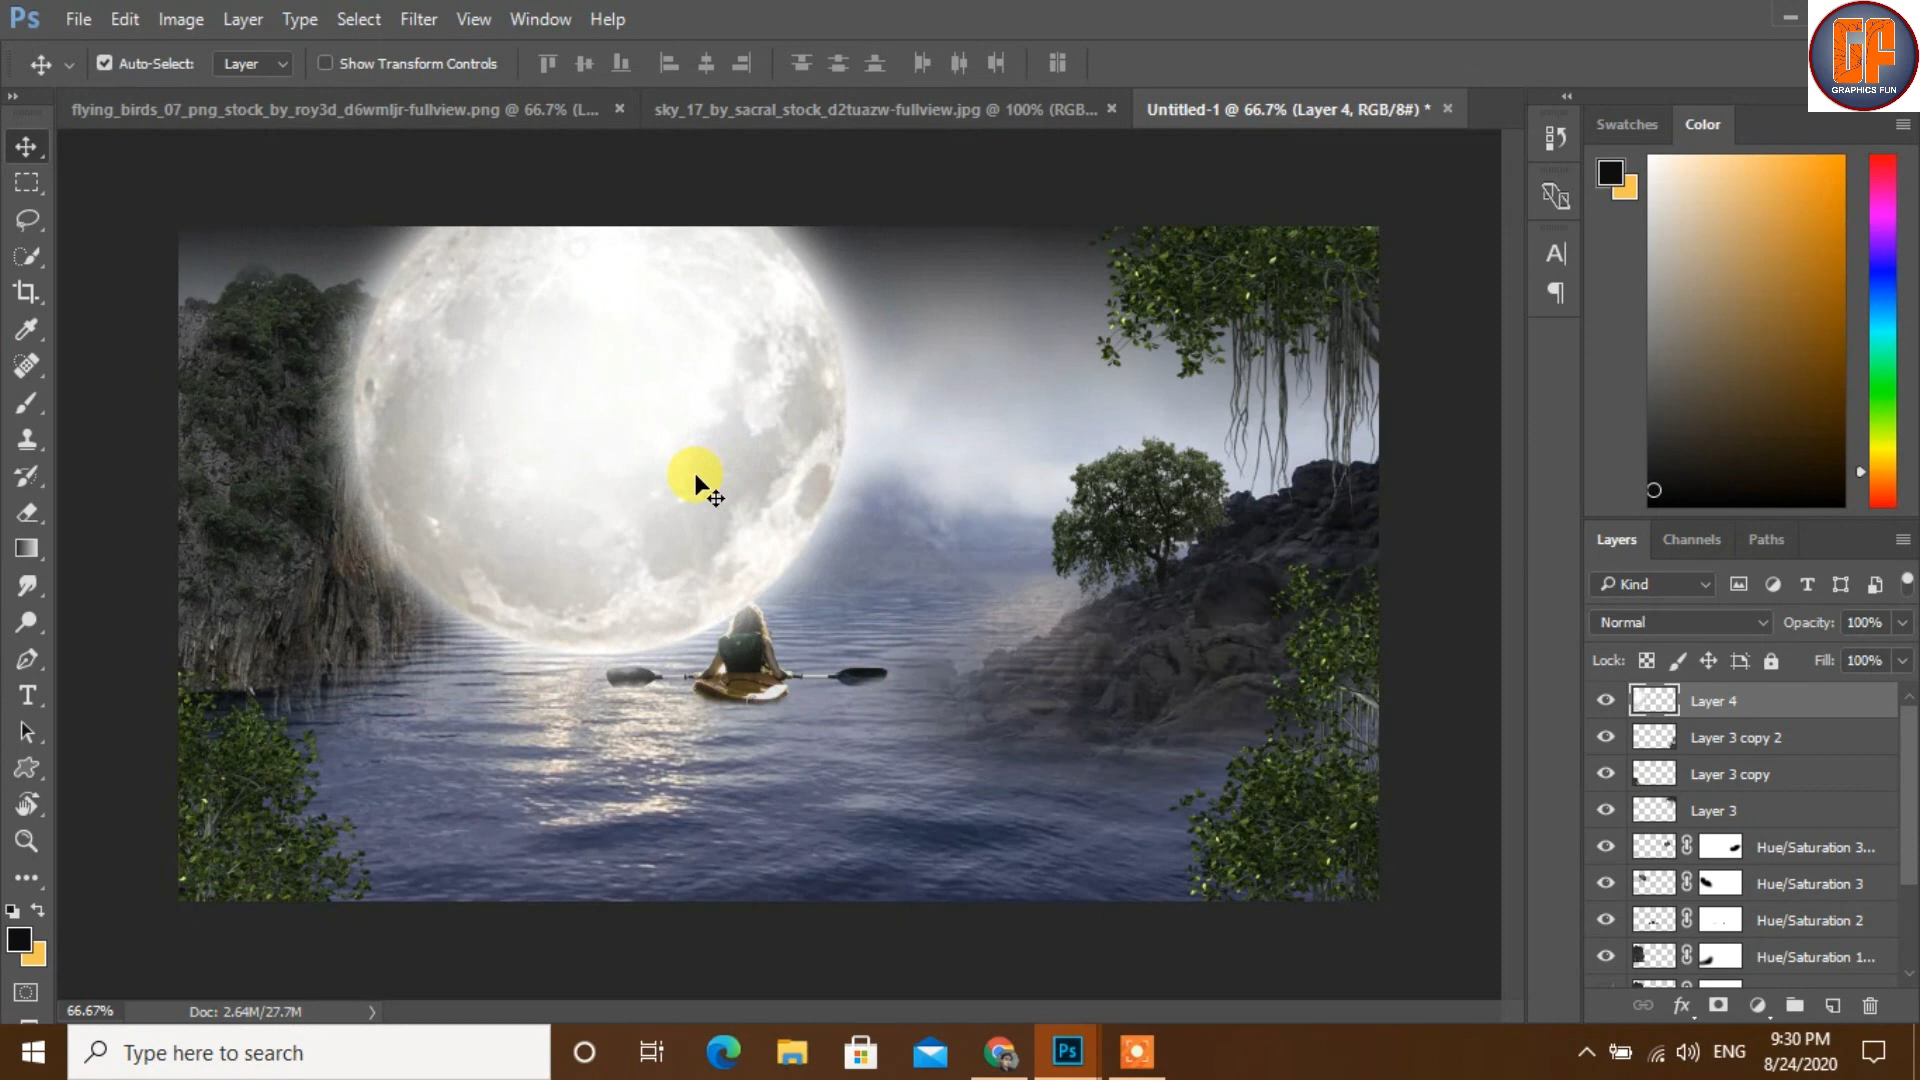 Ps File Edit Image Layer Type Select Filter View Window Help
Auto-Select: Layer Show Transform Controls
GF
GRAPHICS FUN
flying_birds_07_png_stock_by_roy3d_d6wmljr-fullview.png @ 66.7% (L... × sky_17_by_sacral_stock_d2tuazw-fullview.jpg @ 100% (RGB... × Untitled-1 @ 66.7% (Layer 4, RGB/8#) * ×
Swatches Color
Layers Channels Paths
Kind
Normal Opacity: 100%
Lock: Fill: 100%
Layer 4
Layer 3 copy 2
Layer 3 copy
Layer 3
Hue/Saturation 3...
Hue/Saturation 3
Hue/Saturation 2
Hue/Saturation 1...
fx
66.67% Doc: 2.64M/27.7M
Type here to search
Ps
ENG
9:30 PM
8/24/2020